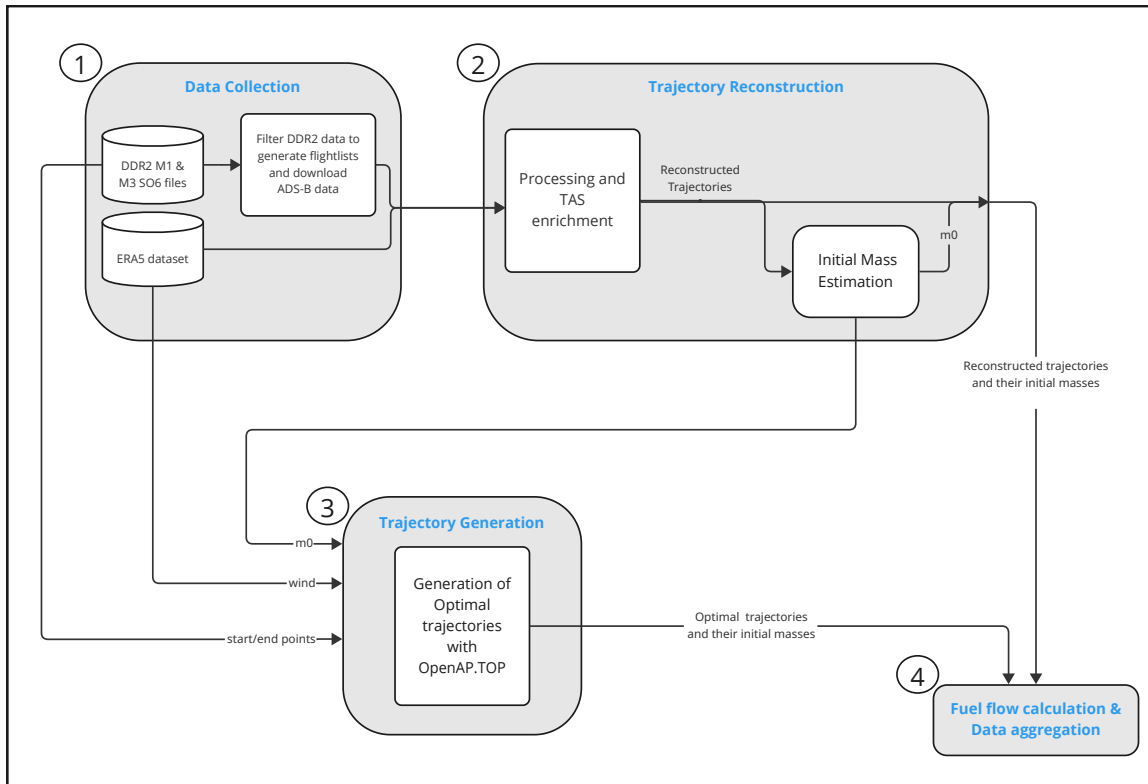 1
Data Collection
DDR2 M1 &
M3 SO6 files
Filter DDR2 data to
generate flightlists
and download
ADS-B data
ERA5 dataset
2
Trajectory Reconstruction
Processing and
TAS
enrichment
Reconstructed
Trajectories
Initial Mass
Estimation
m0
Reconstructed trajectories
and their initial masses
3
Trajectory Generation
m0
wind
start/end points
Generation of
Optimal
trajectories
with
OpenAP.TOP
Optimal trajectories
and their initial masses
4
Fuel flow calculation &
Data aggregation